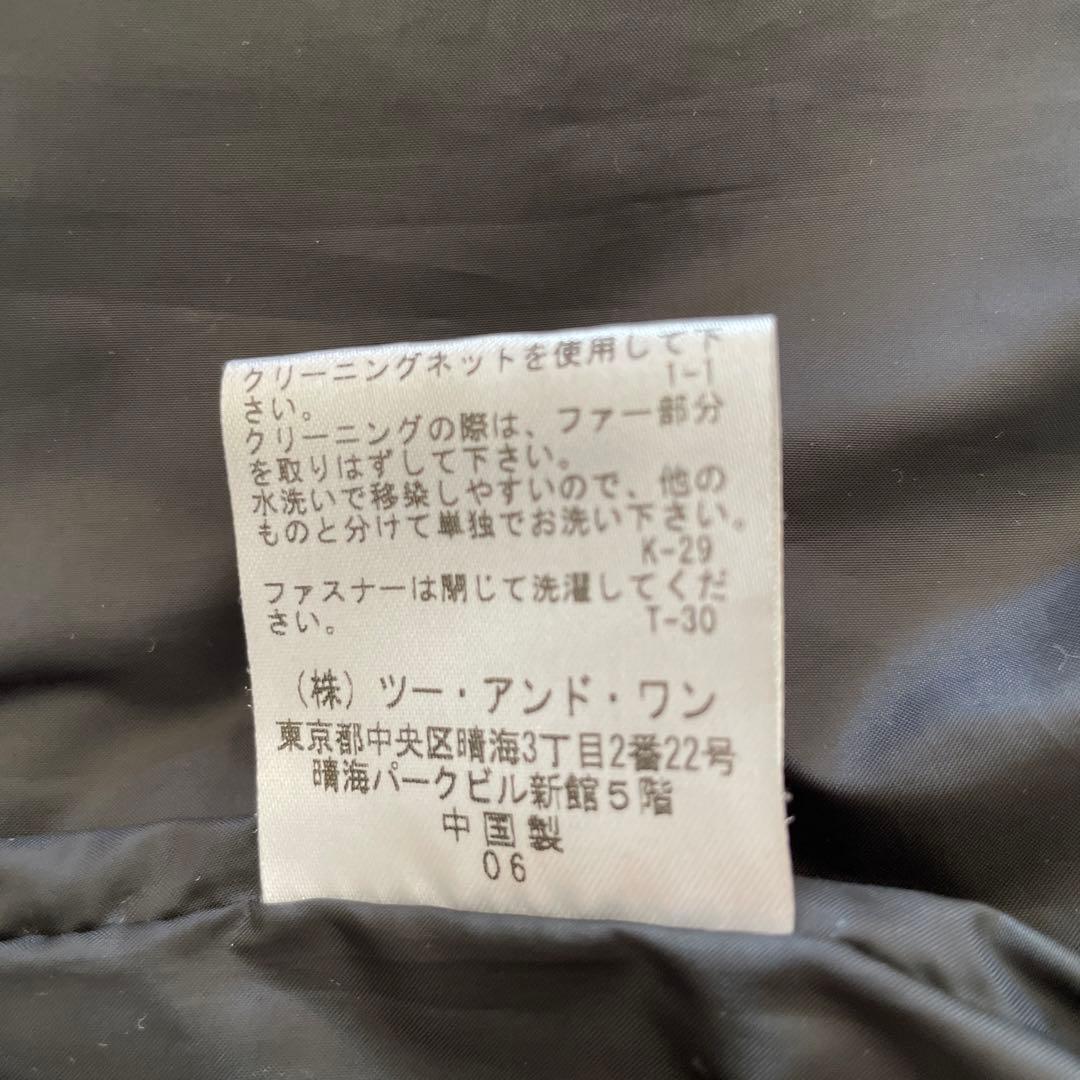 クリーニングネットを使用して下
さい。 T-1
クリーニングの際は、ファー部分
を取りはずして下さい。
水洗いで移染しやすいので、他の
ものと分けて単独でお洗い下さい。
K-29
ファスナーは閉じて洗濯してくだ
さい。 T-30
(株) ツー・アンド・ワン
東京都中央区晴海3丁目2番22号
晴海パークビル新館5階
中国製
06